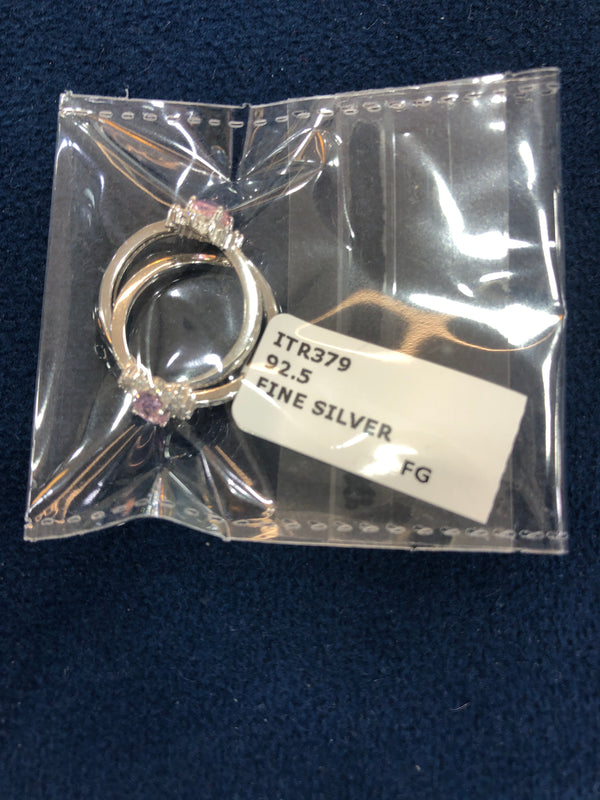 ITR379
92.5
FINE SILVER
FG